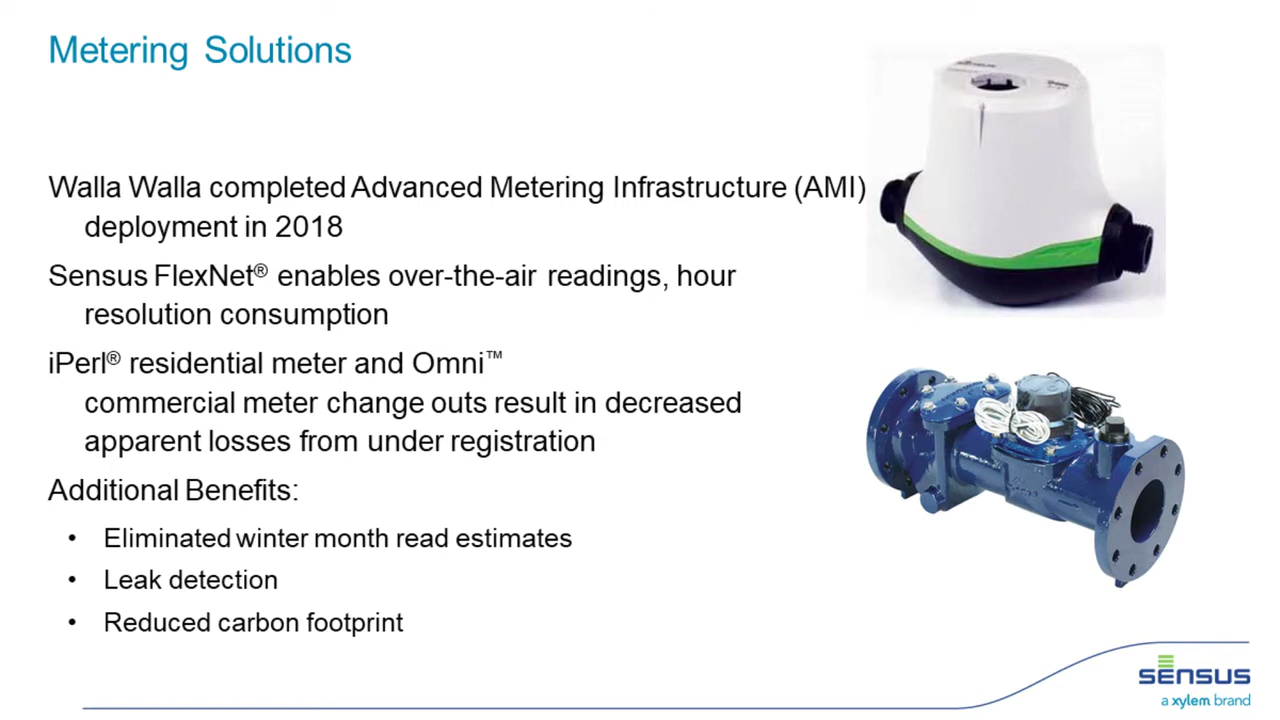 Metering Solutions
Walla Walla completed Advanced Metering Infrastructure (AMI)
deployment in 2018
Sensus FlexNet® enables over-the-air readings, hour
resolution consumption
iPerl® residential meter and Omni™
commercial meter change outs result in decreased
apparent losses from under registration
Additional Benefits:
• Eliminated winter month read estimates
• Leak detection
• Reduced carbon footprint
SENSUS
a xylem brand